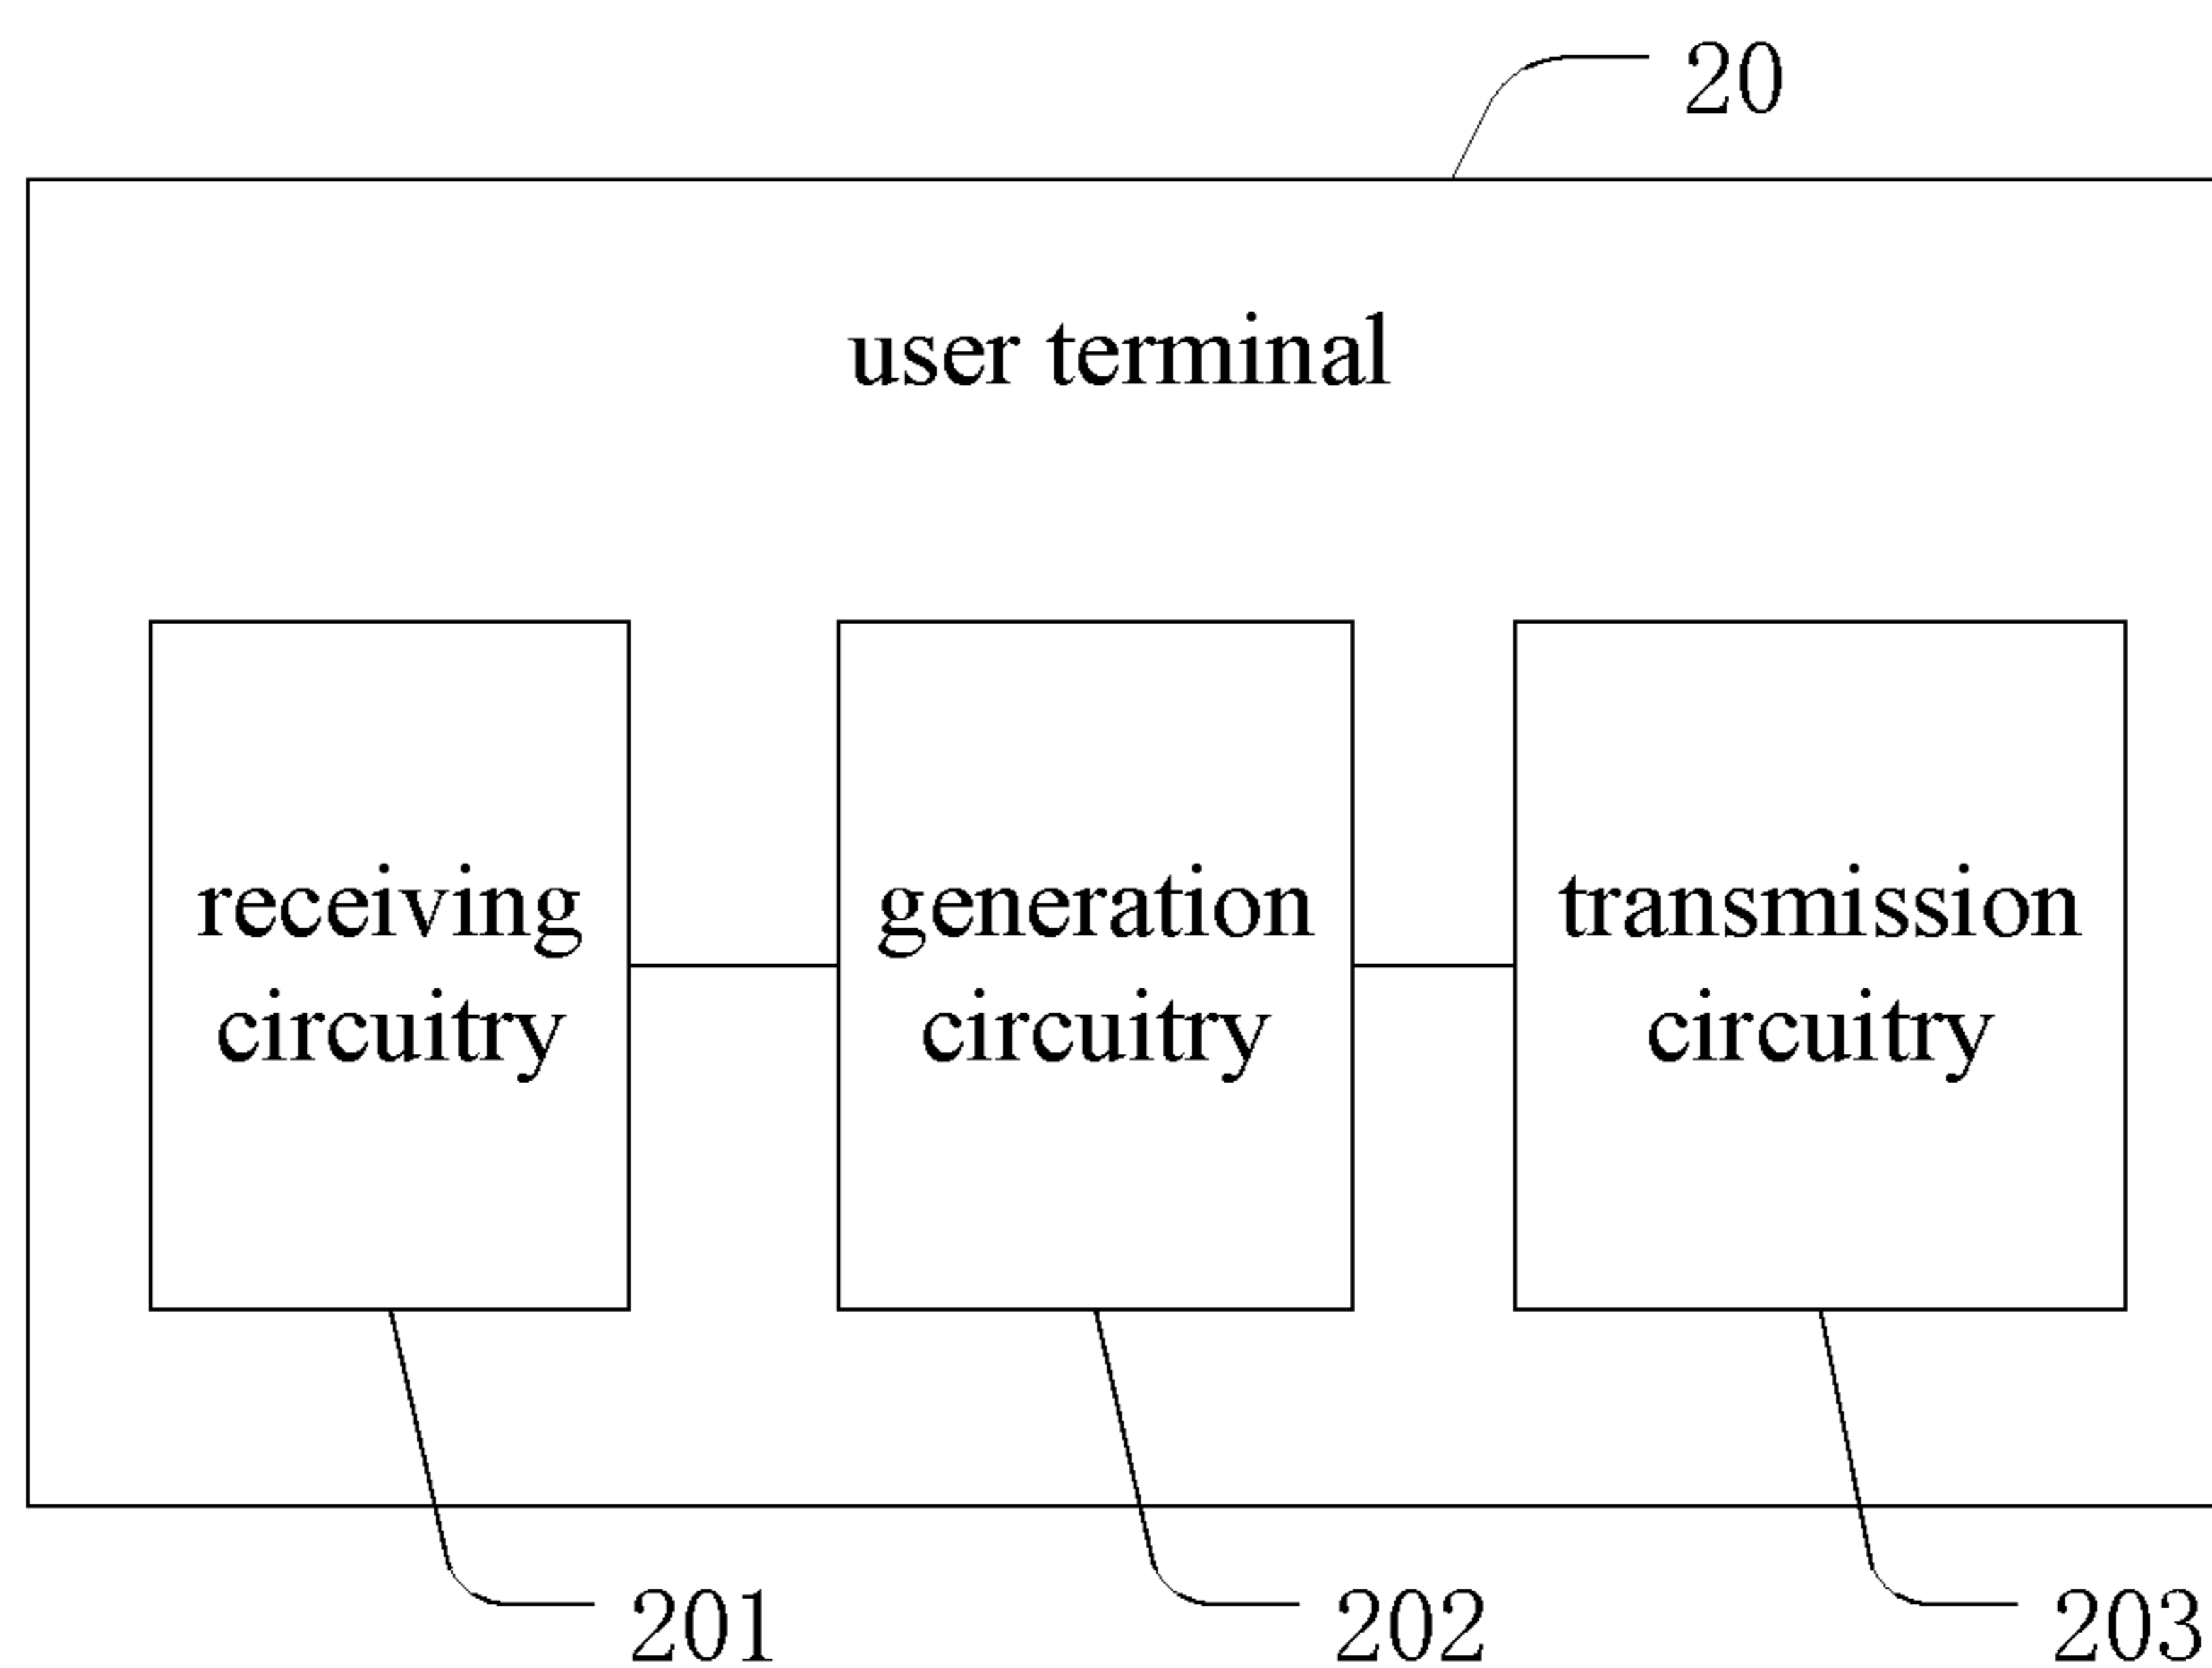 20
user terminal
receiving
circuitry
generation
circuitry
transmission
circuitry
201
202
203